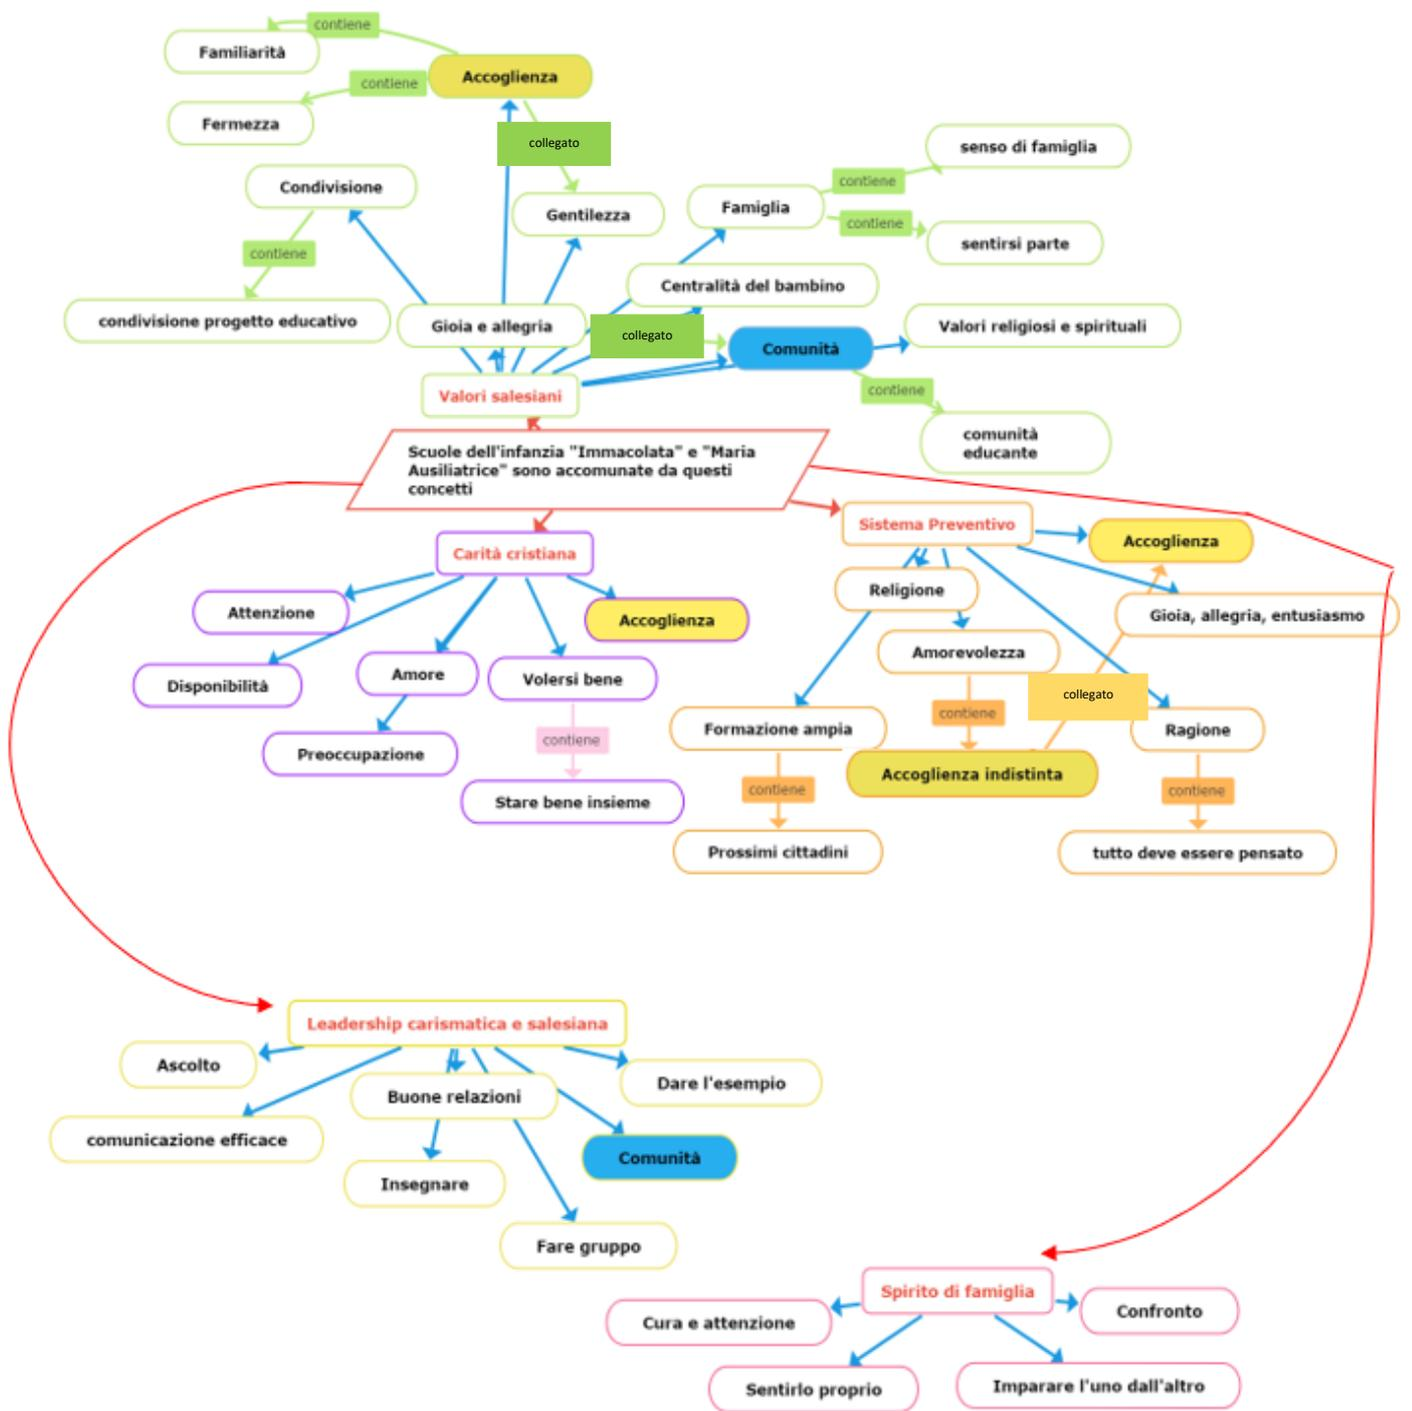 contiene
Familiarità
Accoglienza
contiene
Fermezza
collegato
senso di famiglia
contiene
Condivisione
Famiglia
Gentilezza
contiene
sentirsi parte
contiene
Centralità del bambino
condivisione progetto educativo
Gioia e allegria
collegato
Comunità
Valori religiosi e spirituali
Valori salesiani
contiene
comunità
educante
Scuole dell'infanzia "Immacolata" e "Maria
Ausiliatrice" sono accomunate da questi
concetti
Sistema Preventivo
Accoglienza
Carità cristiana
Religione
Attenzione
Accoglienza
Gioia, allegria, entusiasmo
Amorevolezza
Disponibilità
Amore
Volersi bene
collegato
contiene
Formazione ampia
Ragione
Preoccupazione
contiene
Accoglienza indistinta
contiene
contiene
Stare bene insieme
Prossimi cittadini
tutto deve essere pensato
Leadership carismatica e salesiana
Ascolto
Dare l'esempio
Buone relazioni
comunicazione efficace
Comunità
Insegnare
Fare gruppo
Spirito di famiglia
Cura e attenzione
Confronto
Sentirlo proprio
Imparare l'uno dall'altro